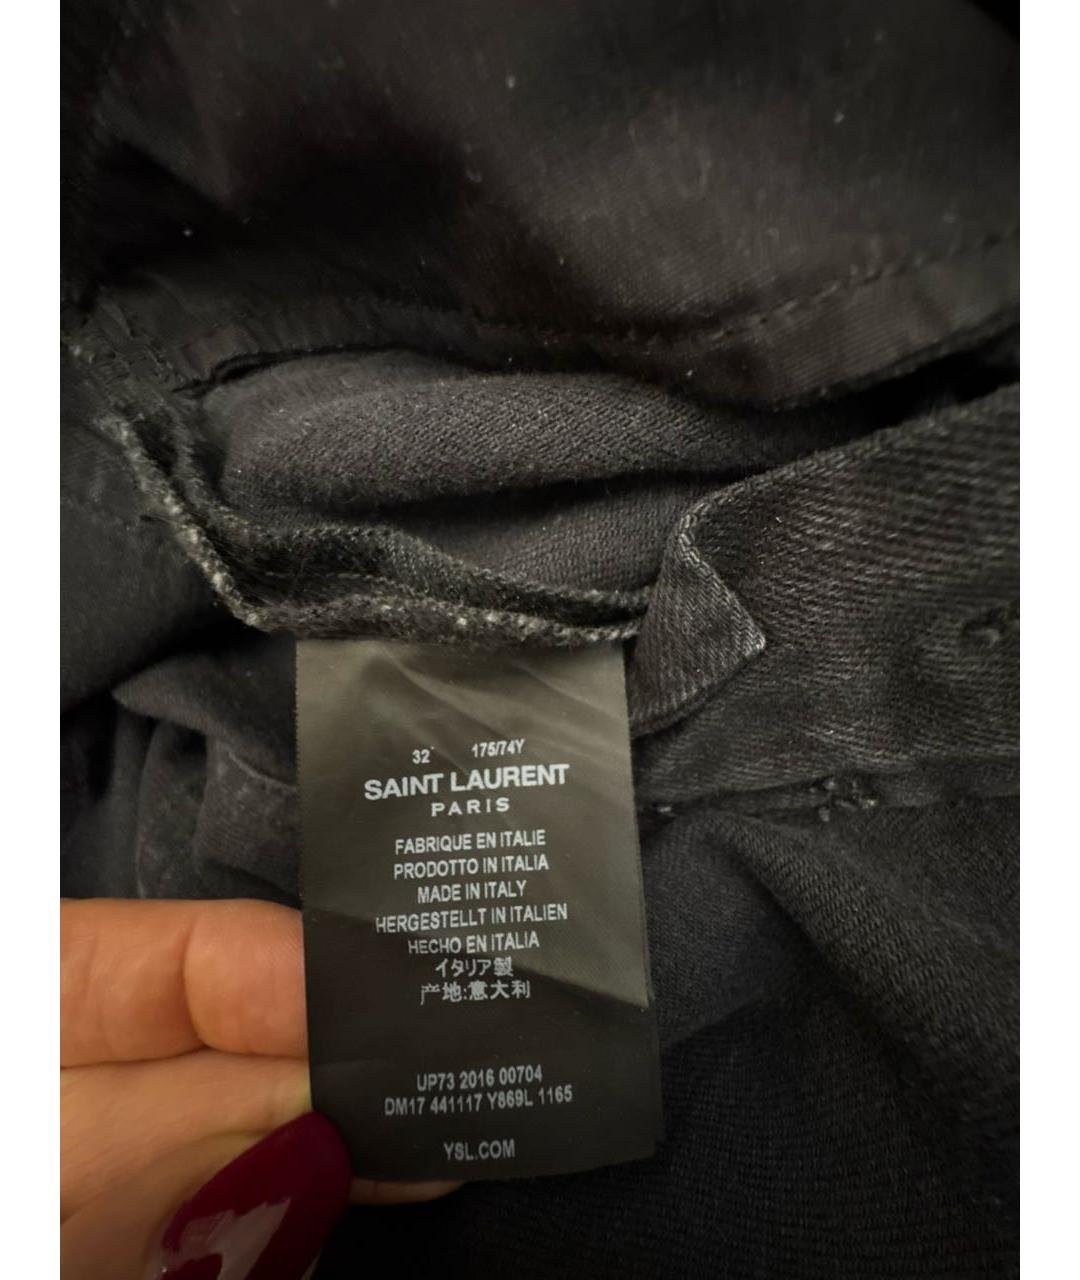 32 175/74Y
SAINT LAURENT
PARIS
FABRIQUE EN ITALIE
PRODOTTO IN ITALIA
MADE IN ITALY
HERGESTELLT IN ITALIEN
HECHO EN ITALIA
イタリア製
产地:意大利
UP73 2016 00704
DM17 441117 Y869L 1165
YSL.COM